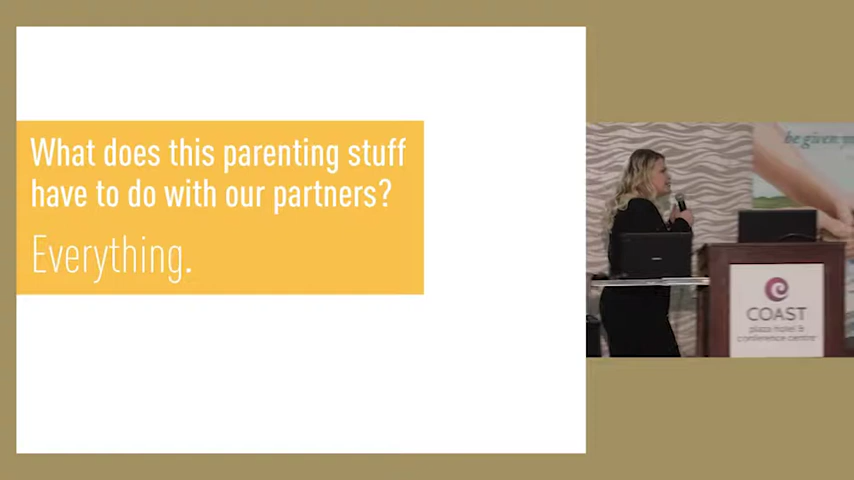 What does this parenting stuff
have to do with our partners?
Everything.
be given
COAST
plaza hotel &
conference centre